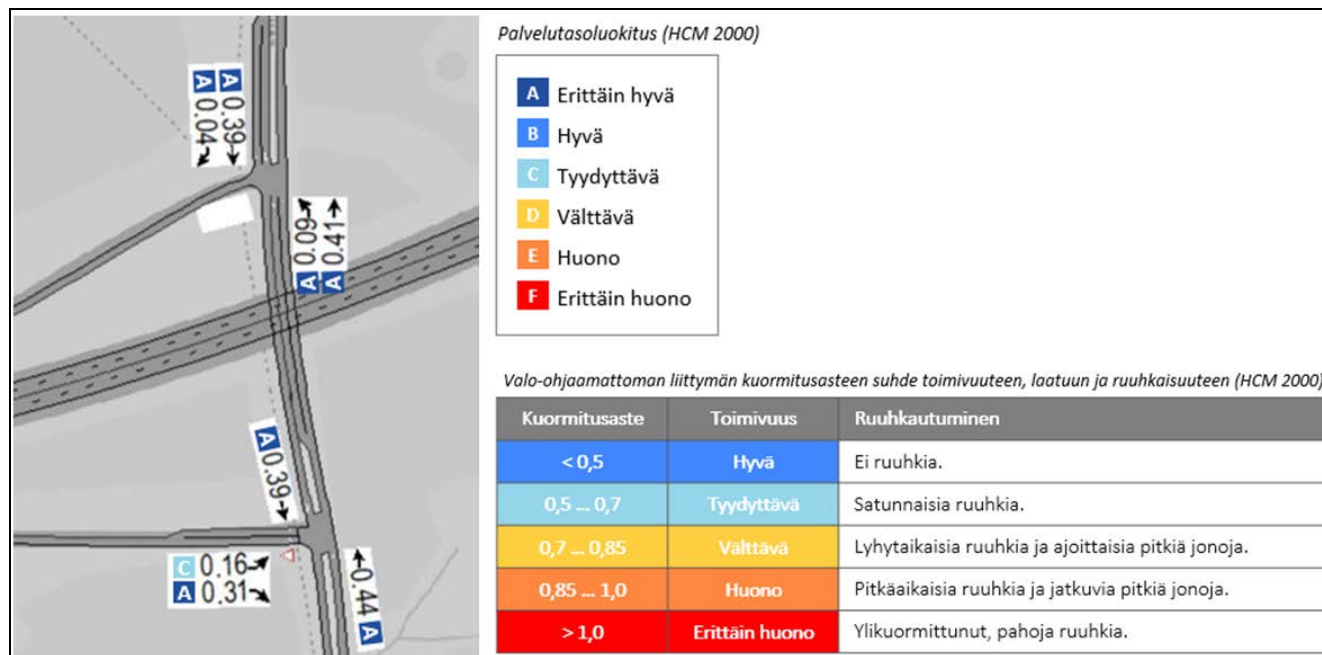 A 0.39
A 0.04
A 0.09
A 0.41
A 0.39
C 0.16
A 0.31
0.44 A
Palvelutasoluokitus (HCM 2000)
A Erittäin hyvä
B Hyvä
C Tyydyttävä
D Välttävä
E Huono
F Erittäin huono
Valo-ohjaamattoman liittymän kuormitusasteen suhde toimivuuteen, laatuun ja ruuhkaisuuteen (HCM 2000)
Kuormitusaste Toimivuus Ruuhkautuminen
< 0,5 Hyvä Ei ruuhkia.
0,5 ... 0,7 Tyydyttävä Satunnaisia ruuhkia.
0,7 ... 0,85 Välttävä Lyhytaikaisia ruuhkia ja ajoittaisia pitkiä jonoja.
0,85 ... 1,0 Huono Pitkäaikaisia ruuhkia ja jatkuvia pitkiä jonoja.
> 1,0 Erittäin huono Ylikuormittunut, pahoja ruuhkia.